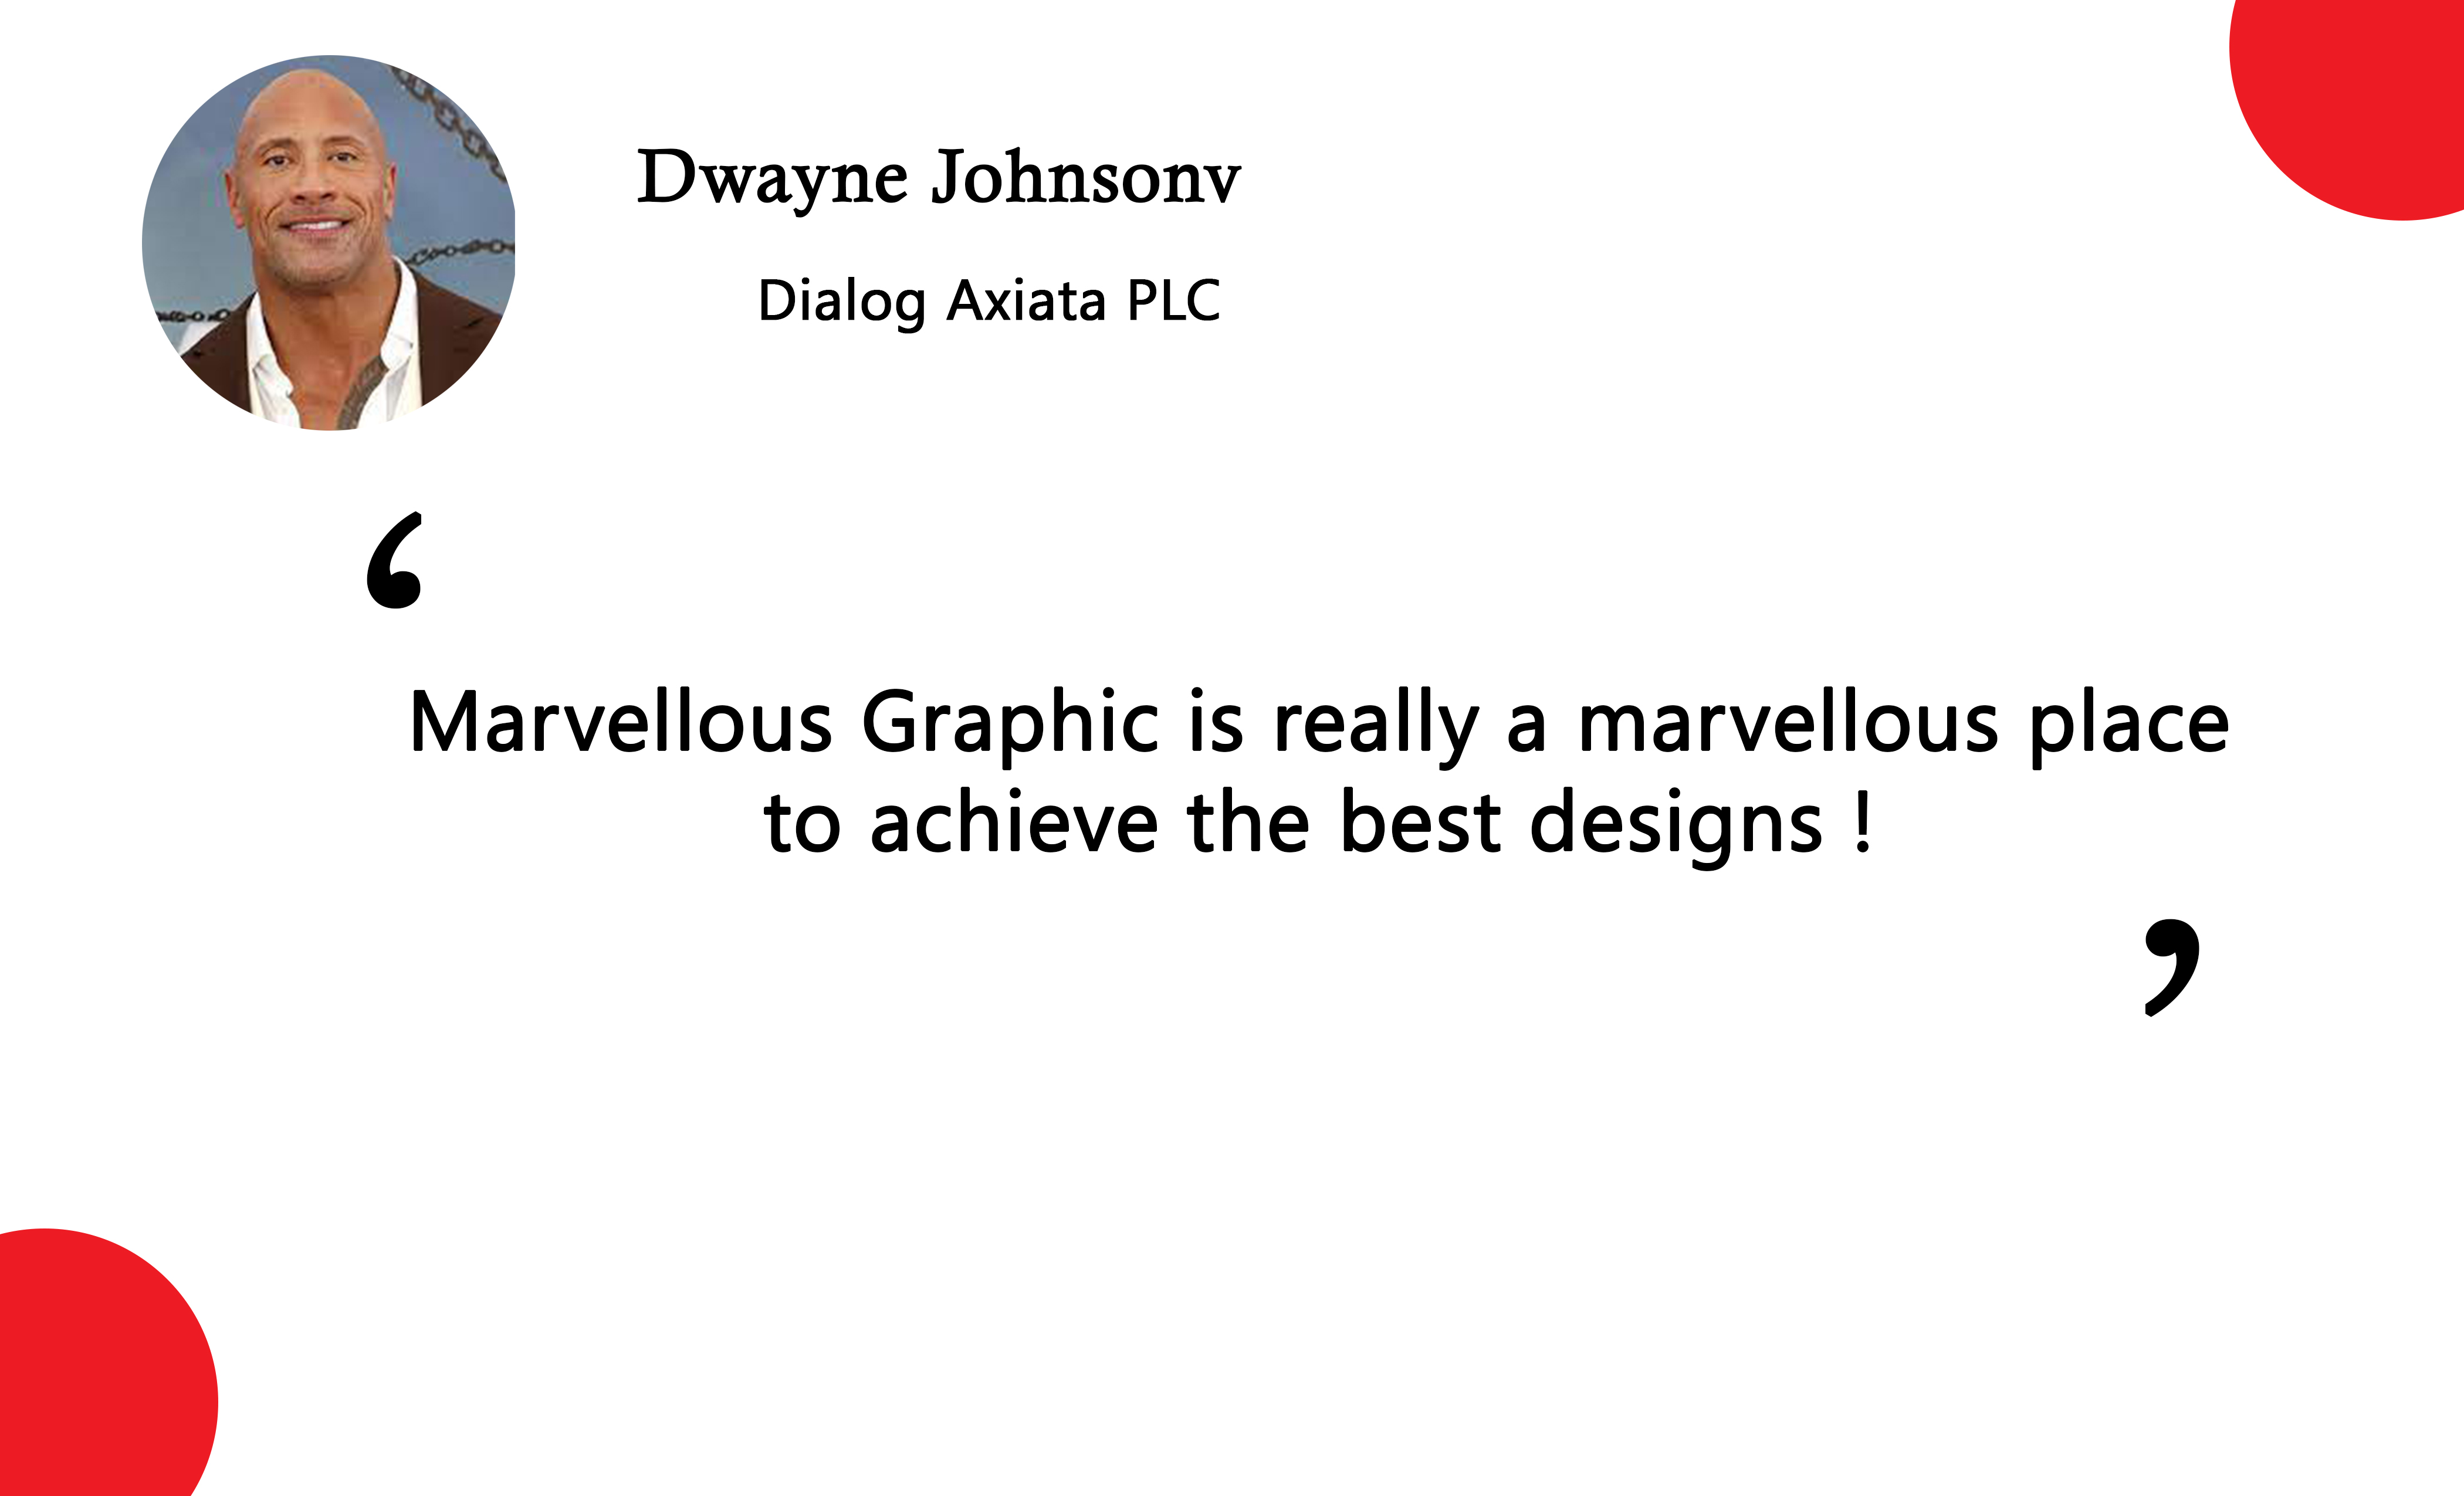 Dwayne Johnsonv
Dialog Axiata PLC
‘
Marvellous Graphic is really a marvellous place
to achieve the best designs !
’